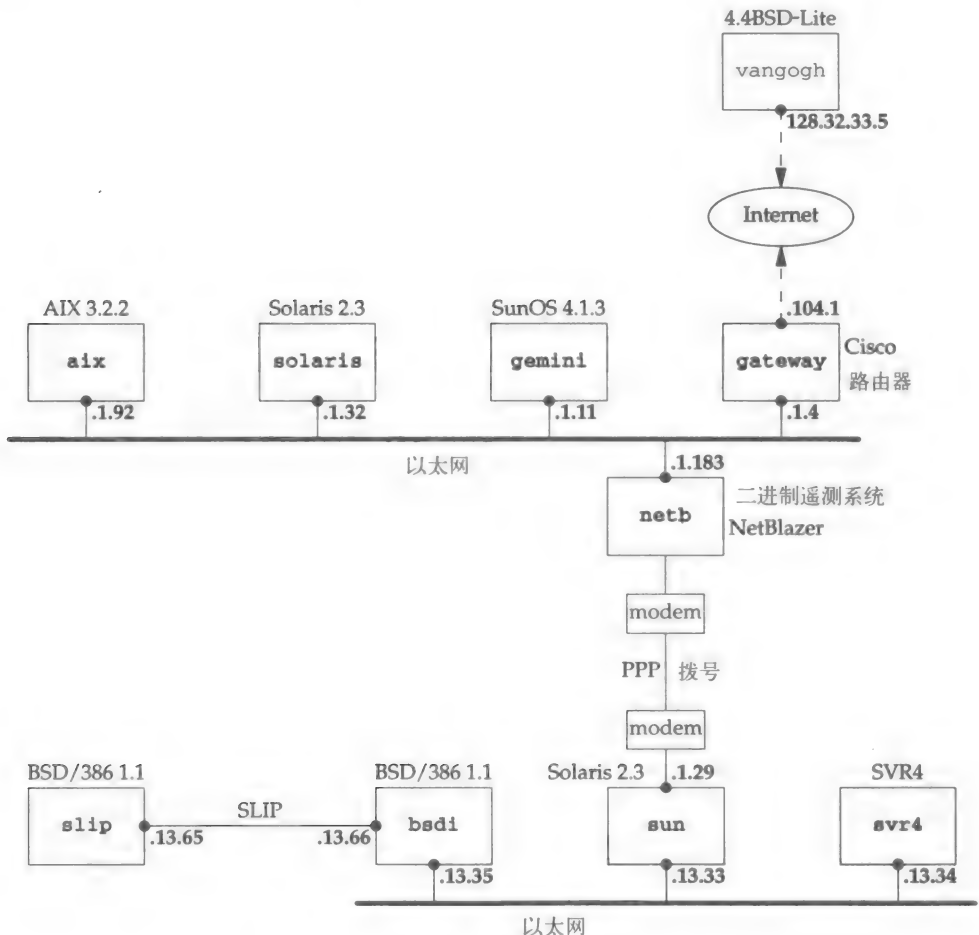 4.4BSD-Lite
vangogh
128.32.33.5
Internet
AIX 3.2.2
Solaris 2.3
SunOS 4.1.3
.104.1
aix
solaris
gemini
gateway
Cisco
路由器
.1.92
.1.32
.1.11
.1.4
以太网
.1.183
二进制遥测系统
netb
NetBlazer
modem
PPP 拨号
modem
BSD/386 1.1
BSD/386 1.1
Solaris 2.3
.1.29
SVR4
slip
SLIP
bsdi
sun
svr4
.13.65
.13.66
.13.35
.13.33
.13.34
以太网